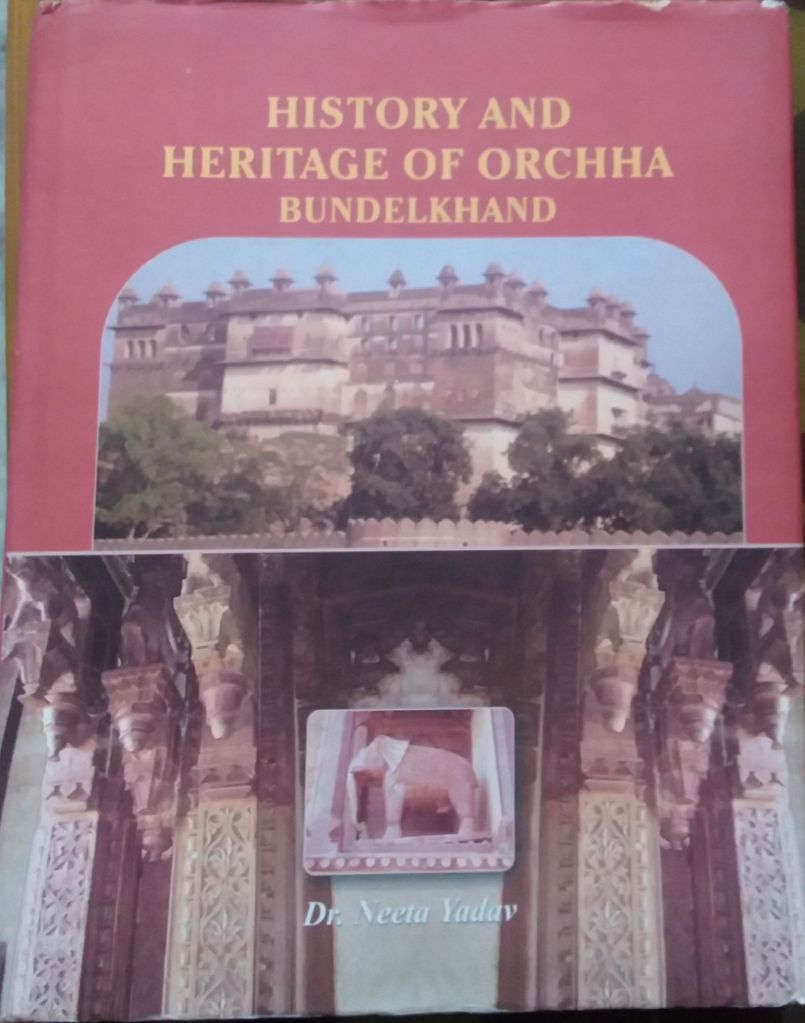 HISTORY AND
HERITAGE OF ORCHHA
BUNDELKHAND
Dr. Neeta Yadav